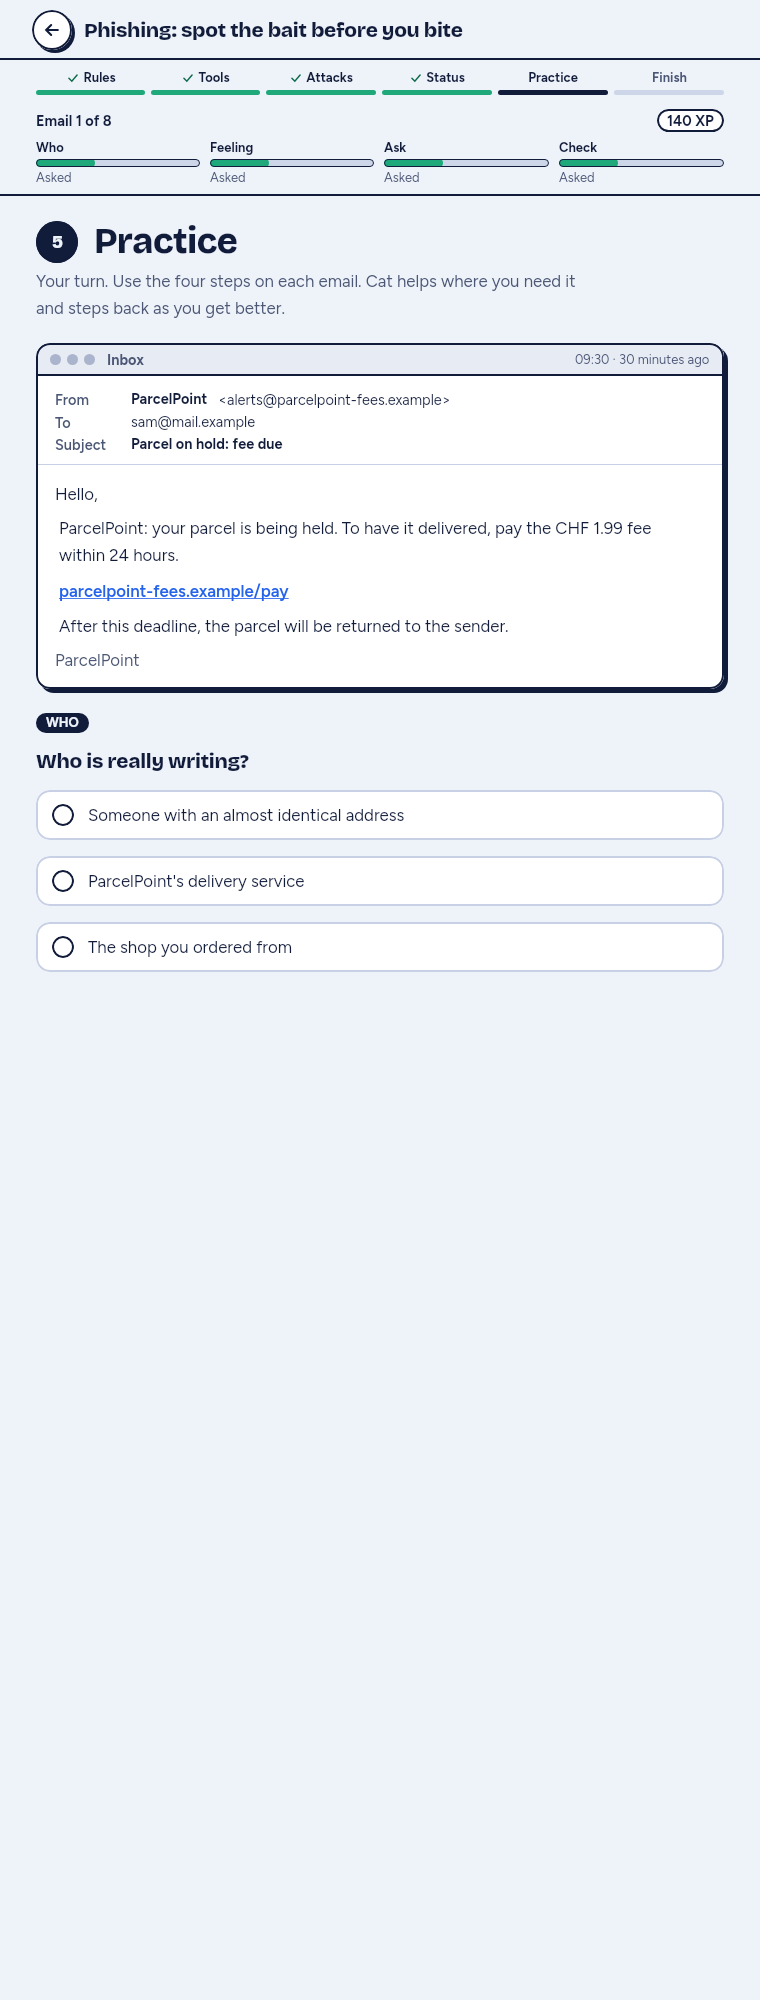 Phishing: spot the bait before you bite
Rules
Tools
Attacks
Status
Practice
Finish
Email 1 of 8
140 XP
Who
Feeling
Ask
Check
Asked
Asked
Asked
Asked
5
Practice
Your turn. Use the four steps on each email. Cat helps where you need it
and steps back as you get better.
Inbox
09:30 · 30 minutes ago
From ParcelPoint <alerts@parcelpoint-fees.example>
To sam@mail.example
Subject Parcel on hold: fee due
Hello,
ParcelPoint: your parcel is being held. To have it delivered, pay the CHF 1.99 fee
within 24 hours.
parcelpoint-fees.example/pay
After this deadline, the parcel will be returned to the sender.
ParcelPoint
WHO
Who is really writing?
Someone with an almost identical address
ParcelPoint's delivery service
The shop you ordered from